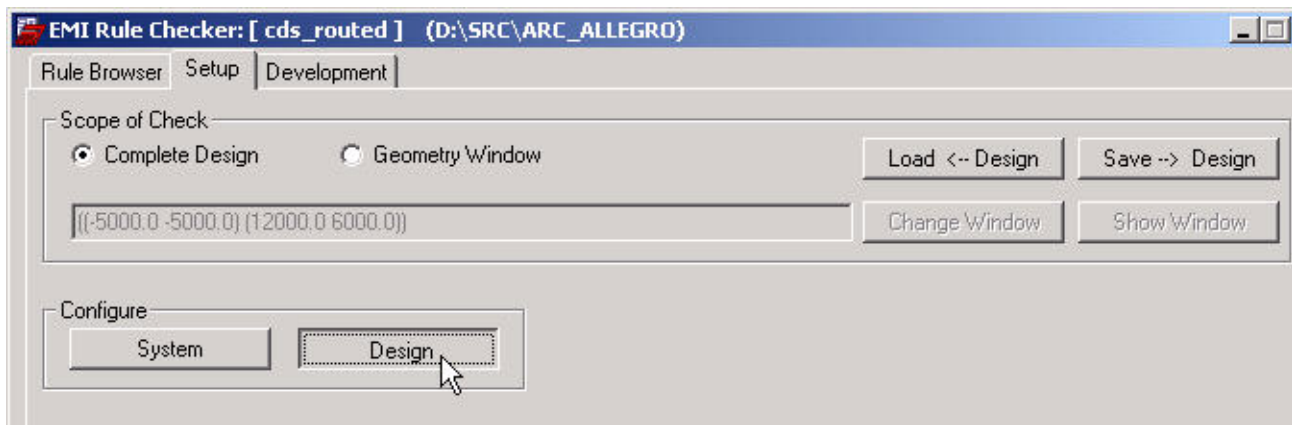 EMI Rule Checker: [ cds_routed ] (D:\SRC\ARC_ALLEGRO)
Rule Browser Setup Development
Scope of Check
Complete Design Geometry Window Load <-- Design Save --> Design
((-5000.0 -5000.0) (12000.0 6000.0)) Change Window Show Window
Configure
System Design